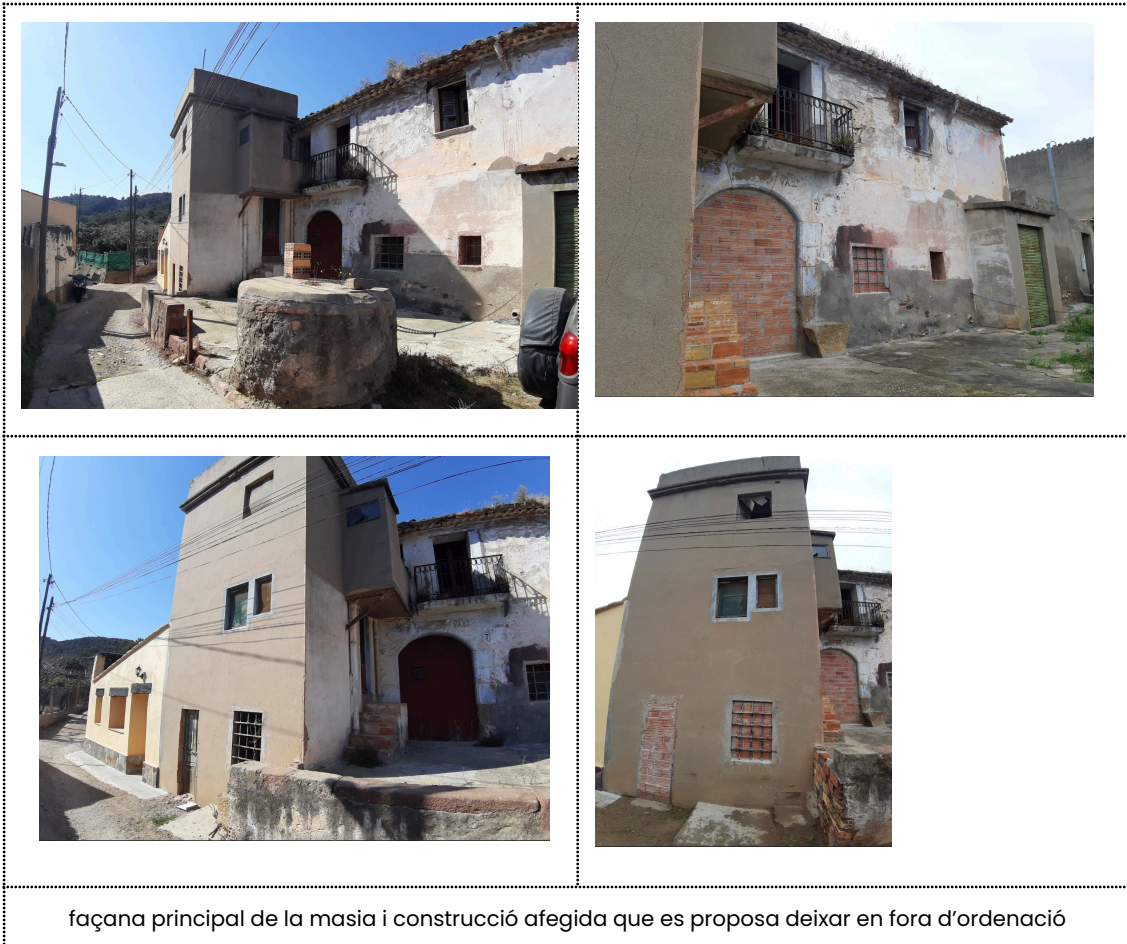 façana principal de la masia i construcció afegida que es proposa deixar en fora d'ordenació